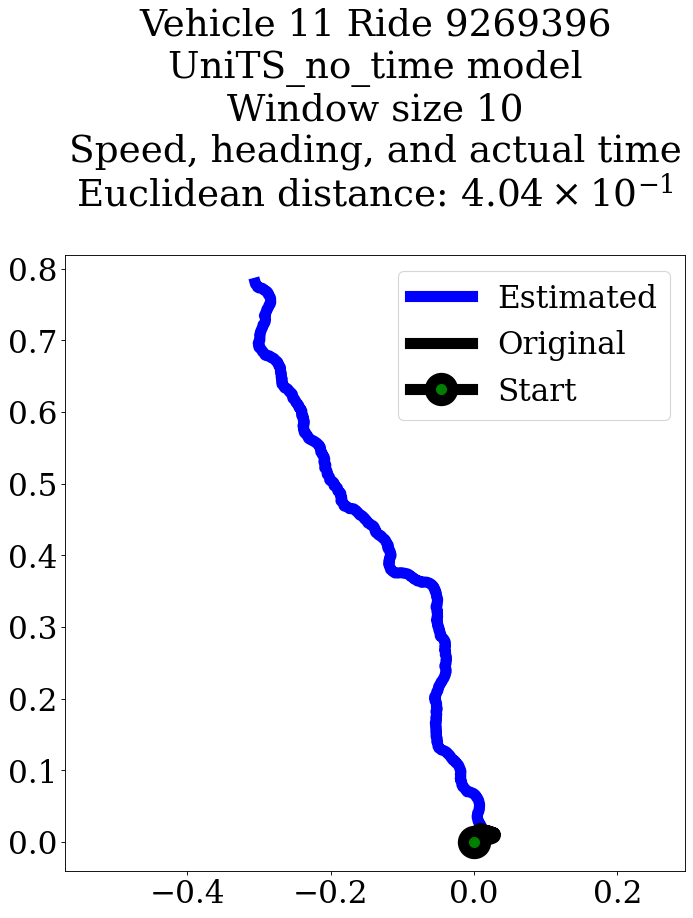 Vehicle 11 Ride 9269396
UniTS_no_time model
Window size 10
Speed, heading, and actual time
Euclidean distance: 4.04 × 10⁻¹
Estimated
Original
Start
0.8
0.7
0.6
0.5
0.4
0.3
0.2
0.1
0.0
−0.4 −0.2 0.0 0.2